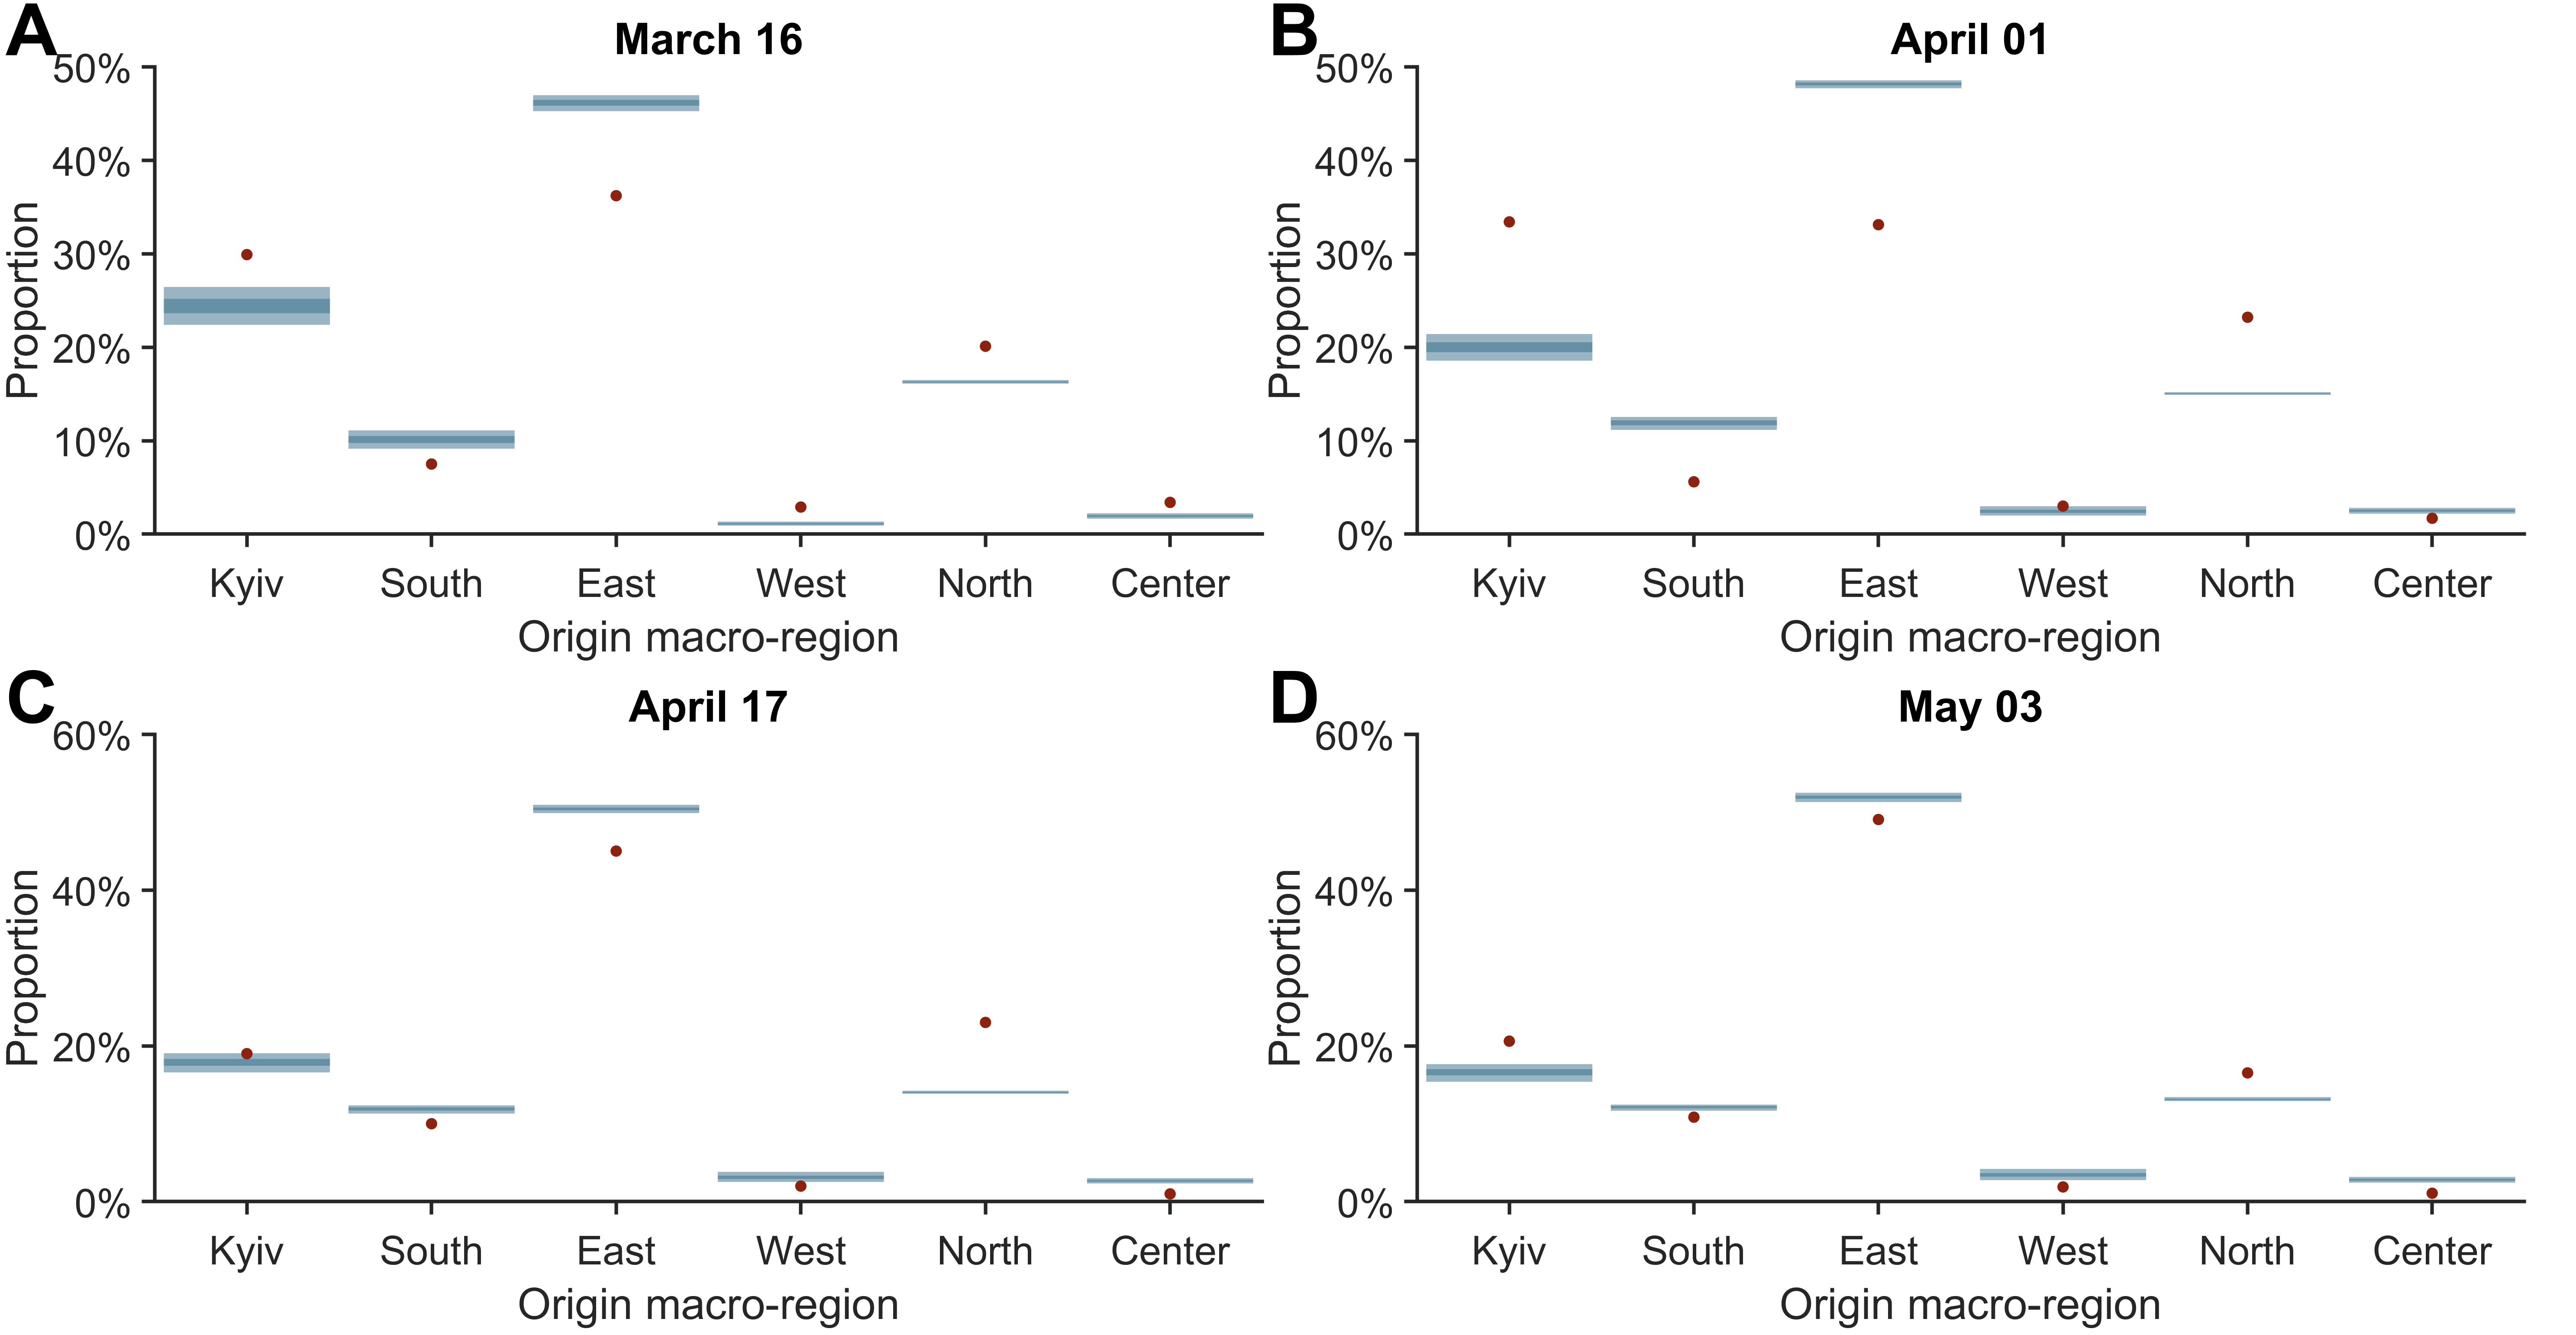 A
March 16
50%
40%
30%
20%
10%
0%
Proportion
Kyiv South East West North Center
Origin macro-region
B
April 01
50%
40%
30%
20%
10%
0%
Proportion
Kyiv South East West North Center
Origin macro-region
C
April 17
60%
40%
20%
0%
Proportion
Kyiv South East West North Center
Origin macro-region
D
May 03
60%
40%
20%
0%
Proportion
Kyiv South East West North Center
Origin macro-region